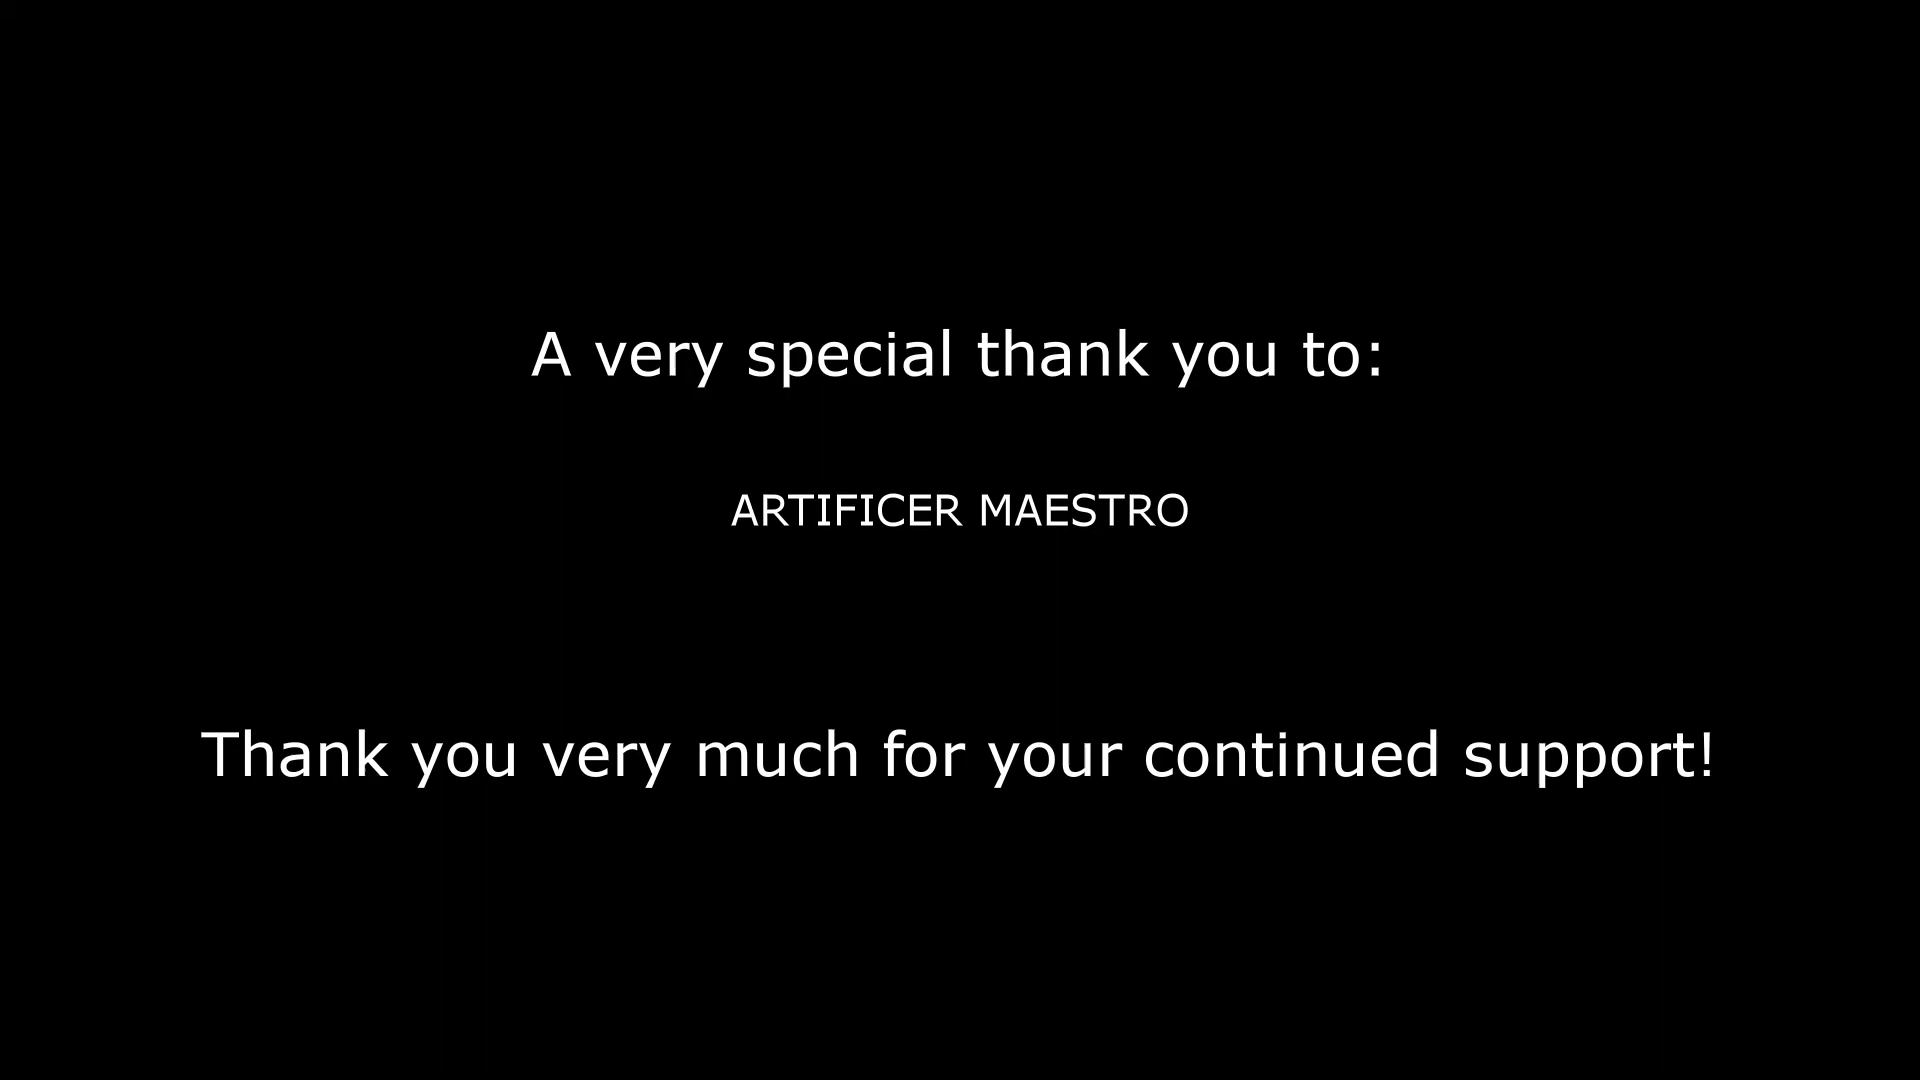 A very special thank you to:
ARTIFICER MAESTRO
Thank you very much for your continued support!